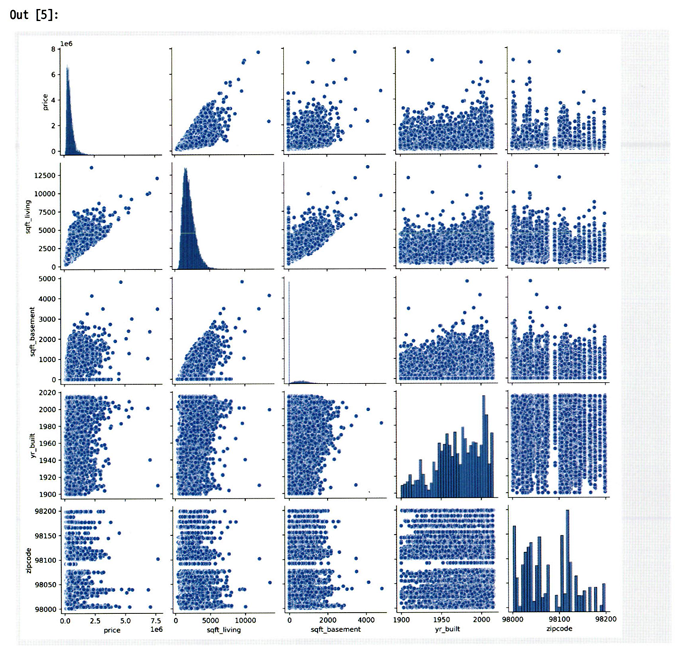 Out [5]:
1e6
price
6
4
2
0
sqft_living
12500
10000
7500
5000
2500
0
sqft_basement
5000
4000
3000
2000
1000
0
yr_built
2020
2000
1980
1960
1940
1920
1900
zipcode
98200
98150
98100
98050
98000
0.0 2.5 5.0 7.5
price 1e6
0 5000 10000
sqft_living
0 2000 4000
sqft_basement
1900 1950 2000
yr_built
98000 98100 98200
zipcode